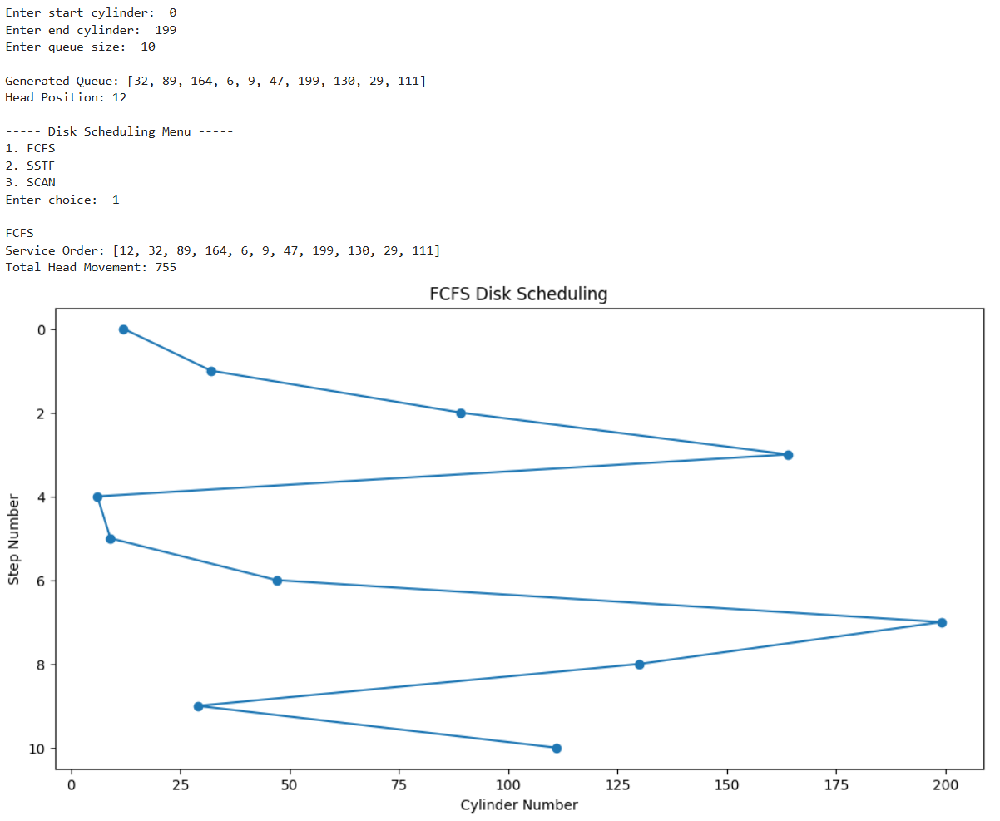 Enter start cylinder:  0
Enter end cylinder:  199
Enter queue size:  10
Generated Queue: [32, 89, 164, 6, 9, 47, 199, 130, 29, 111]
Head Position: 12
----- Disk Scheduling Menu -----
1. FCFS
2. SSTF
3. SCAN
Enter choice:  1
FCFS
Service Order: [12, 32, 89, 164, 6, 9, 47, 199, 130, 29, 111]
Total Head Movement: 755
FCFS Disk Scheduling
Step Number
0
2
4
6
8
10
0 25 50 75 100 125 150 175 200
Cylinder Number